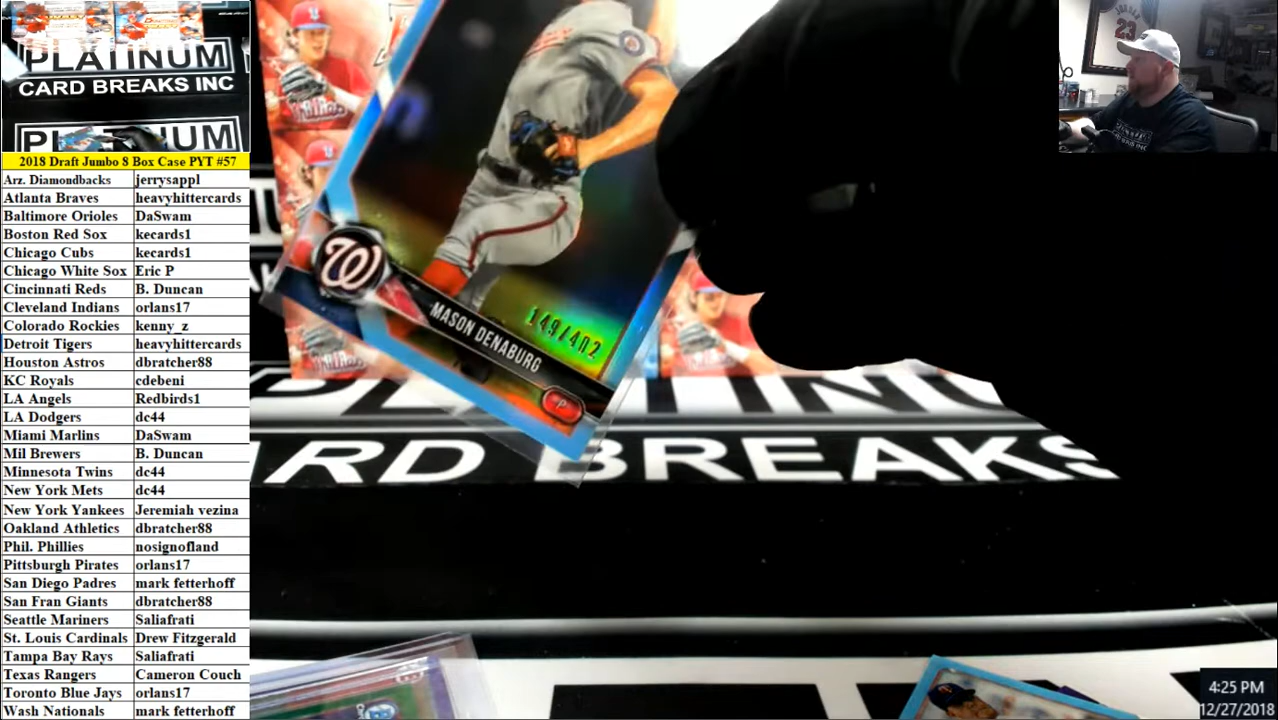 PLATINUM
CARD BREAKS INC
2018 Draft Jumbo 8 Box Case PYT #57
Arz. Diamondbacks jerrysappl
Atlanta Braves heavyhittercards
Baltimore Orioles DaSwam
Boston Red Sox kecards1
Chicago Cubs kecards1
Chicago White Sox Eric P
Cincinnati Reds B. Duncan
Cleveland Indians orlans17
Colorado Rockies kenny_z
Detroit Tigers heavyhittercards
Houston Astros dbratcher88
KC Royals cdebeni
LA Angels Redbirds1
LA Dodgers dc44
Miami Marlins DaSwam
Mil Brewers B. Duncan
Minnesota Twins dc44
New York Mets dc44
New York Yankees Jeremiah vezina
Oakland Athletics dbratcher88
Phil. Phillies nosignofland
Pittsburgh Pirates orlans17
San Diego Padres mark fetterhoff
San Fran Giants dbratcher88
Seattle Mariners Saliafrati
St. Louis Cardinals Drew Fitzgerald
Tampa Bay Rays Saliafrati
Texas Rangers Cameron Couch
Toronto Blue Jays orlans17
Wash Nationals mark fetterhoff
W
149/402
MASON DENABURG
P
Phillies
CARD BREAKS
23
4:25 PM
12/27/2018